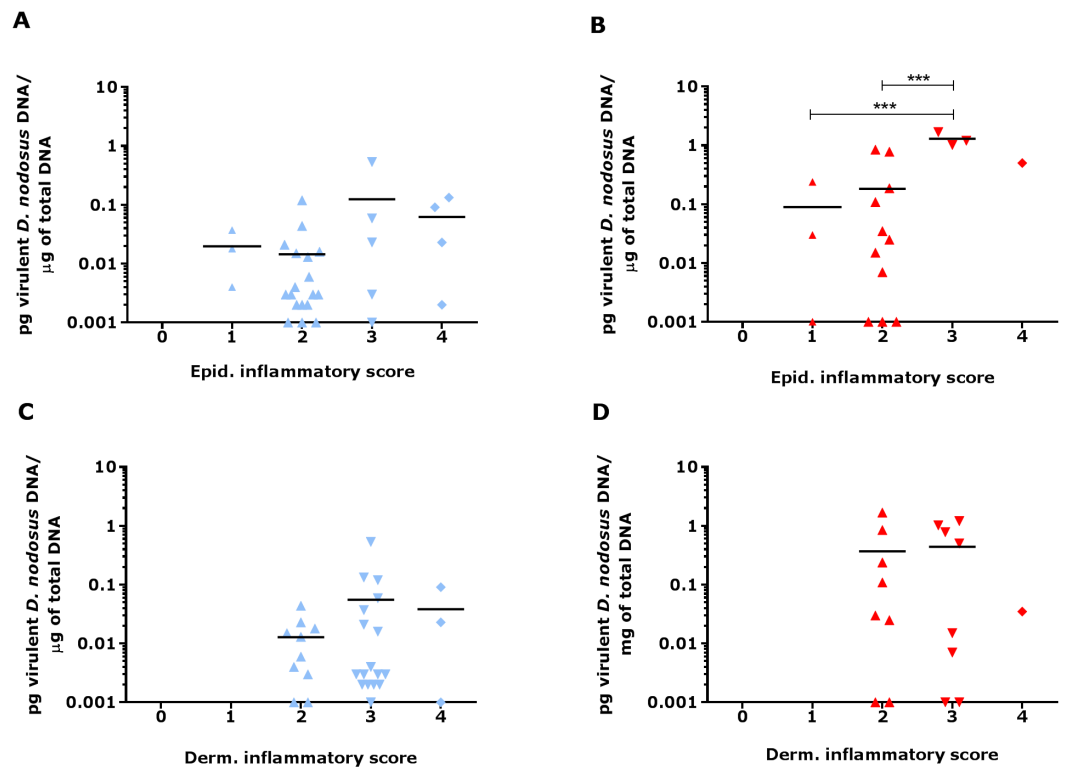 A
pg virulent D. nodosus DNA/
µg of total DNA
10
1
0.1
0.01
0.001
0 1 2 3 4
Epid. inflammatory score
B
pg virulent D. nodosus DNA/
µg of total DNA
10
1
0.1
0.01
0.001
***
***
0 1 2 3 4
Epid. inflammatory score
C
pg virulent D. nodosus DNA/
µg of total DNA
10
1
0.1
0.01
0.001
0 1 2 3 4
Derm. inflammatory score
D
pg virulent D. nodosus DNA/
mg of total DNA
10
1
0.1
0.01
0.001
0 1 2 3 4
Derm. inflammatory score